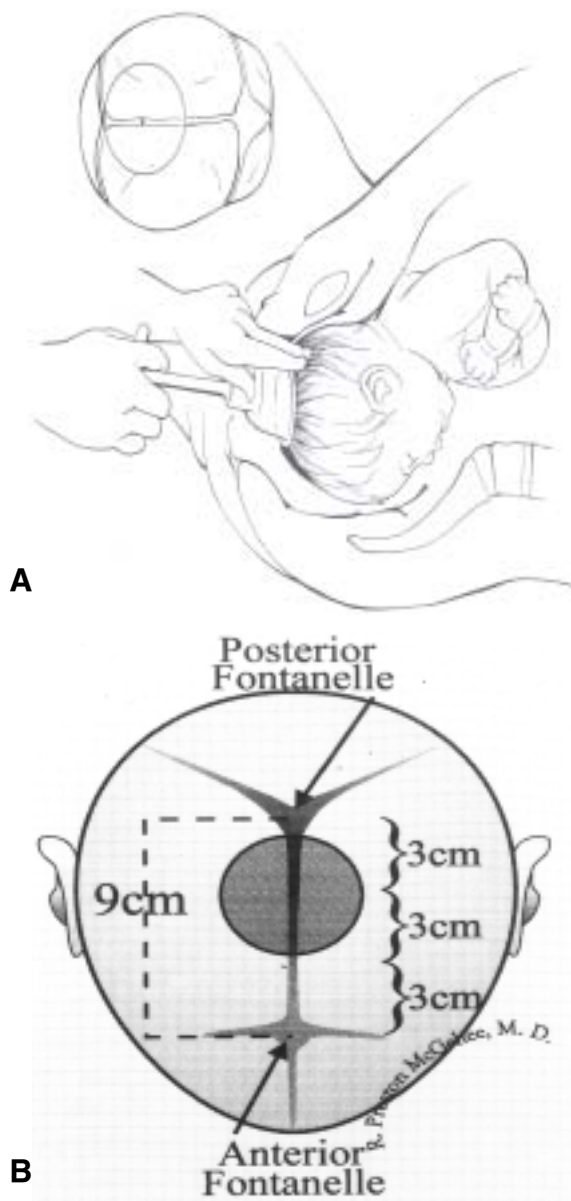 A
Posterior
Fontanelle
9cm
3cm
3cm
3cm
R. Preston McGehee, M. D.
Anterior
Fontanelle
B